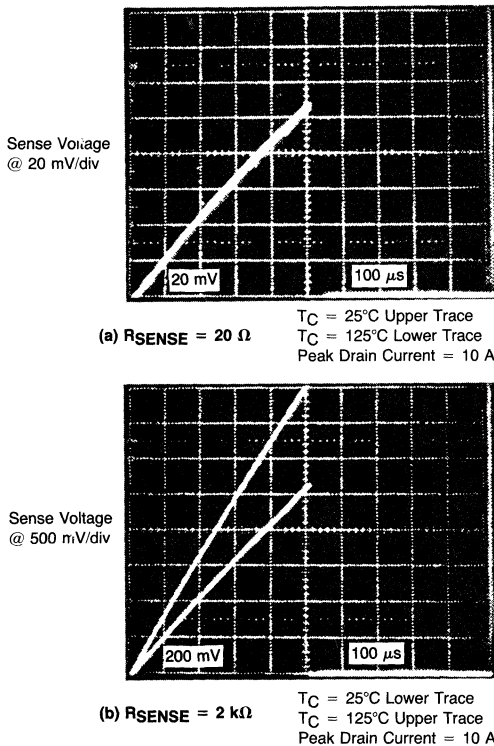 Sense Voltage
@ 20 mV/div
20 mV
100 μs
(a) RSENSE = 20 Ω
TC = 25°C Upper Trace
TC = 125°C Lower Trace
Peak Drain Current = 10 A
Sense Voltage
@ 500 mV/div
200 mV
100 μs
(b) RSENSE = 2 kΩ
TC = 25°C Lower Trace
TC = 125°C Upper Trace
Peak Drain Current = 10 A